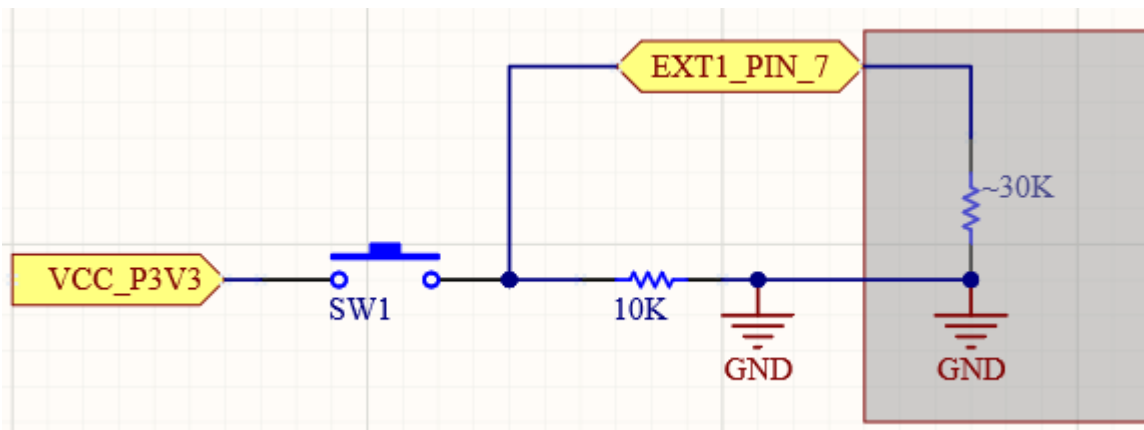 EXT1_PIN_7
~30K
VCC_P3V3
SW1
10K
GND
GND